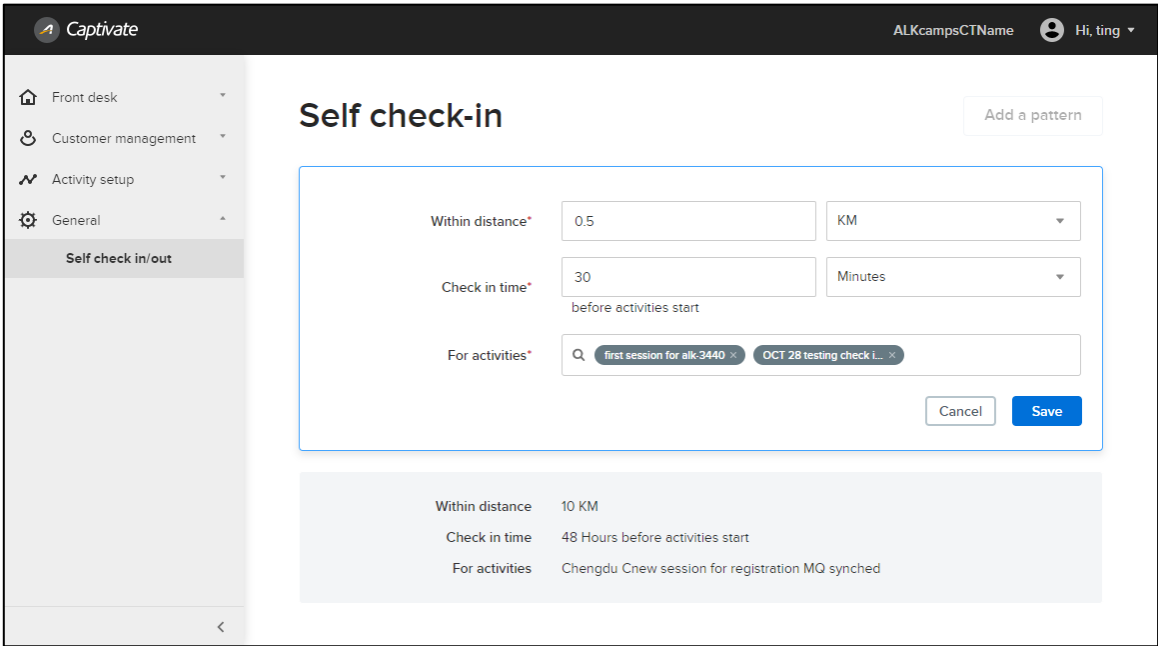 Captivate
ALKcampsCTName
Hi, ting
Front desk
Customer management
Activity setup
General
Self check in/out
Self check-in
Add a pattern
Within distance*
0.5
KM
Check in time*
30
Minutes
before activities start
For activities*
first session for alk-3440 ×
OCT 28 testing check i... ×
Cancel
Save
Within distance 10 KM
Check in time 48 Hours before activities start
For activities Chengdu Cnew session for registration MQ synched